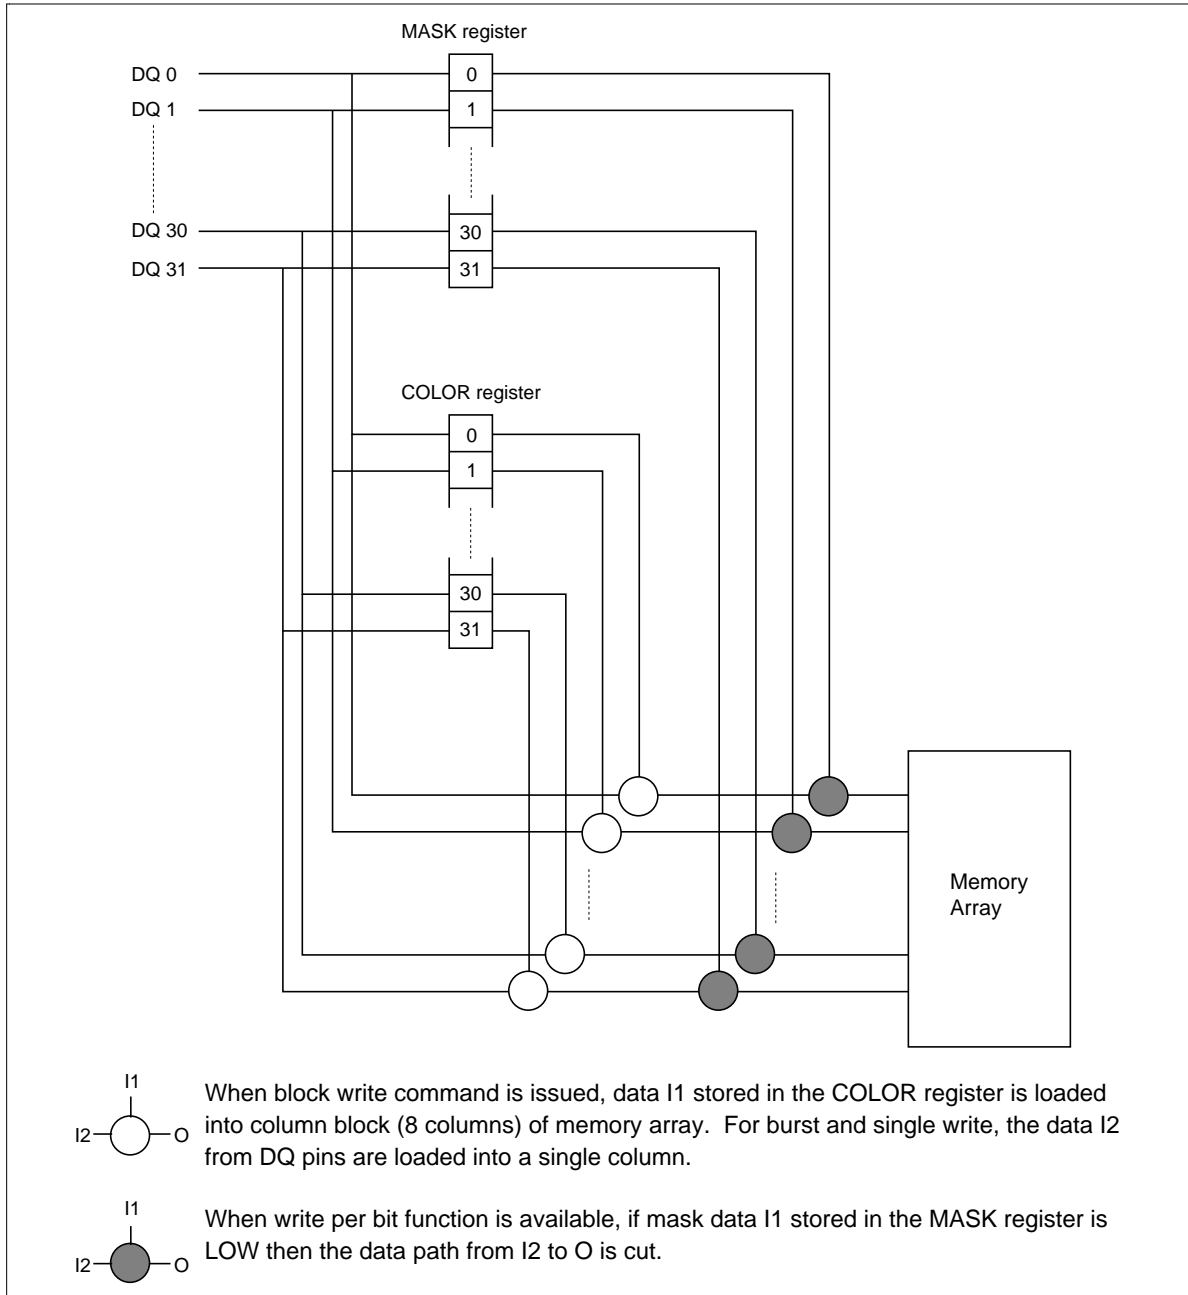 MASK register
DQ 0
0
DQ 1
1
DQ 30
30
DQ 31
31
COLOR register
0
1
30
31
Memory
Array
I1
I2
O
When block write command is issued, data I1 stored in the COLOR register is loaded
into column block (8 columns) of memory array. For burst and single write, the data I2
from DQ pins are loaded into a single column.
I1
I2
O
When write per bit function is available, if mask data I1 stored in the MASK register is
LOW then the data path from I2 to O is cut.